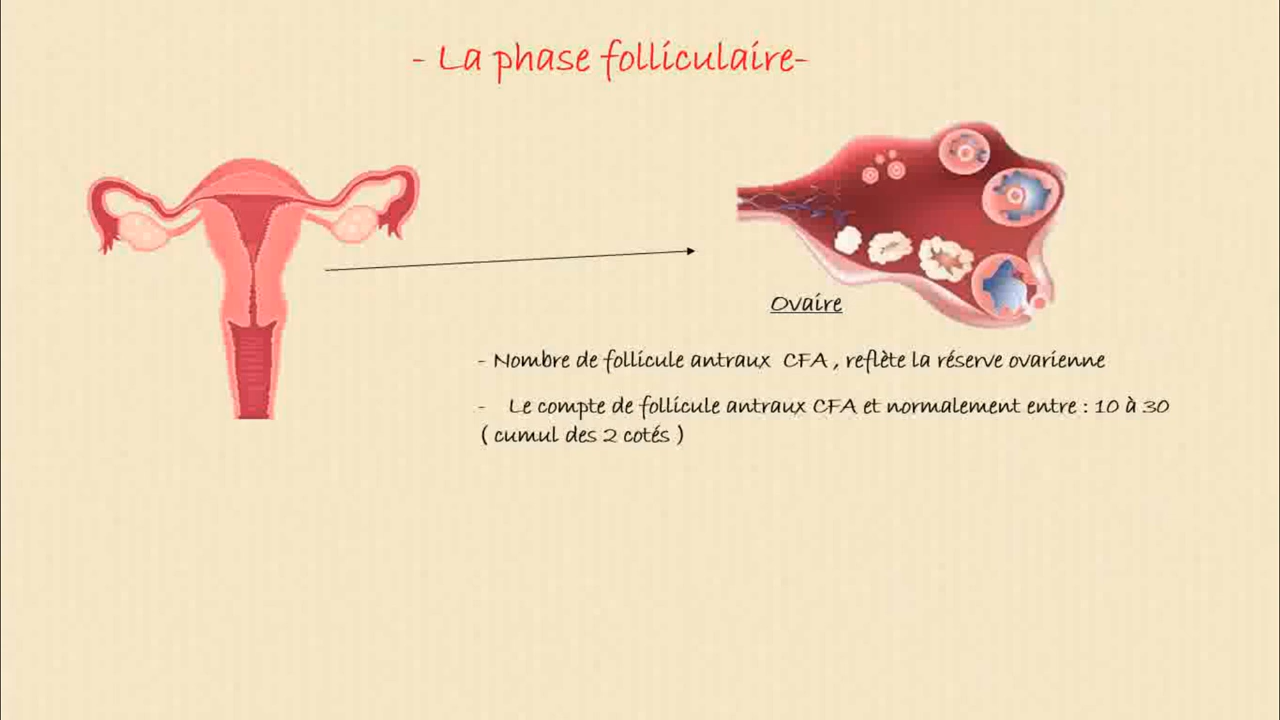 - La phase folliculaire-
Ovaire
- Nombre de follicule antraux CFA , reflète la réserve ovarienne
- Le compte de follicule antraux CFA et normalement entre : 10 à 30
( cumul des 2 cotés )